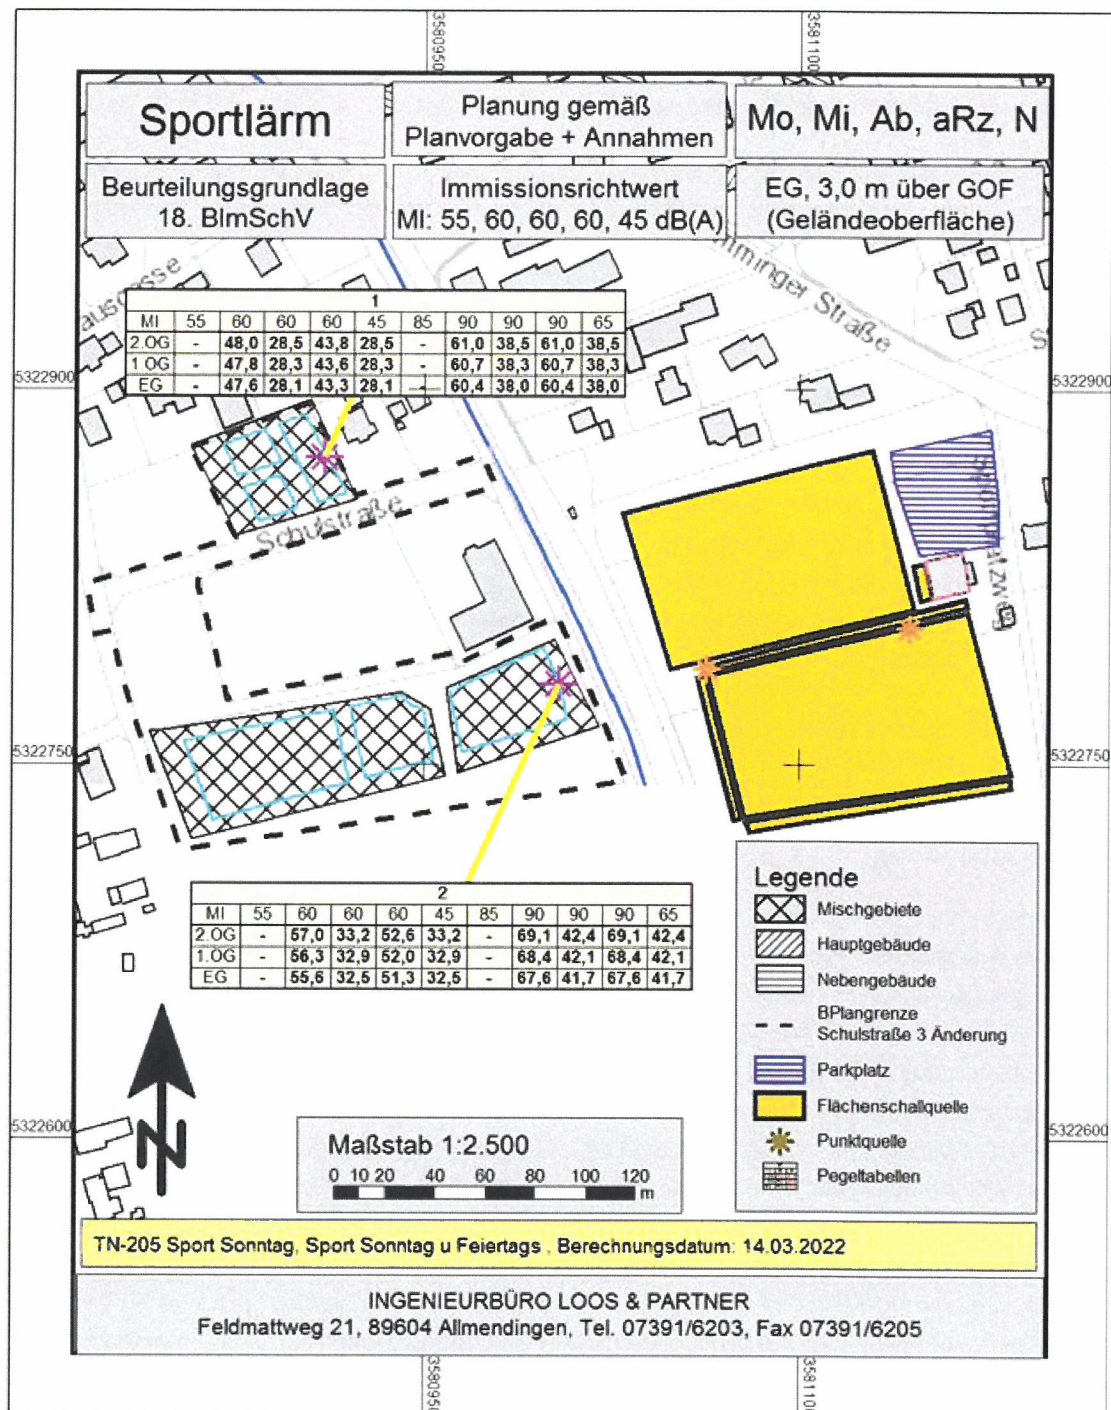 3580950
3581100
Sportlärm
Planung gemäß
Planvorgabe + Annahmen
Mo, Mi, Ab, aRz, N
Beurteilungsgrundlage
18. BImSchV
Immissionsrichtwert
MI: 55, 60, 60, 60, 45 dB(A)
EG, 3,0 m über GOF
(Geländeoberfläche)
minger Straße
1
MI 55 60 60 60 45 85 90 90 90 65
2.OG - 48,0 28,5 43,8 28,5 - 61,0 38,5 61,0 38,5
1 OG - 47,8 28,3 43,6 28,3 - 60,7 38,3 60,7 38,3
EG - 47,6 28,1 43,3 28,1 - 60,4 38,0 60,4 38,0
5322900
5322900
Schulstraße
5322750
5322750
2
MI 55 60 60 60 45 85 90 90 90 65
2.OG - 57,0 33,2 52,6 33,2 - 69,1 42,4 69,1 42,4
1.OG - 56,3 32,9 52,0 32,9 - 68,4 42,1 68,4 42,1
EG - 55,6 32,5 51,3 32,5 - 67,6 41,7 67,6 41,7
Legende
Mischgebiete
Hauptgebäude
Nebengebäude
BPlangrenze
Schulstraße 3 Änderung
Parkplatz
Flächenschallquelle
Punktquelle
Pegeltabellen
N
5322600
5322600
Maßstab 1:2.500
0 10 20 40 60 80 100 120
m
TN-205 Sport Sonntag, Sport Sonntag u Feiertags , Berechnungsdatum: 14.03.2022
INGENIEURBÜRO LOOS & PARTNER
Feldmattweg 21, 89604 Allmendingen, Tel. 07391/6203, Fax 07391/6205
3580950
3581100